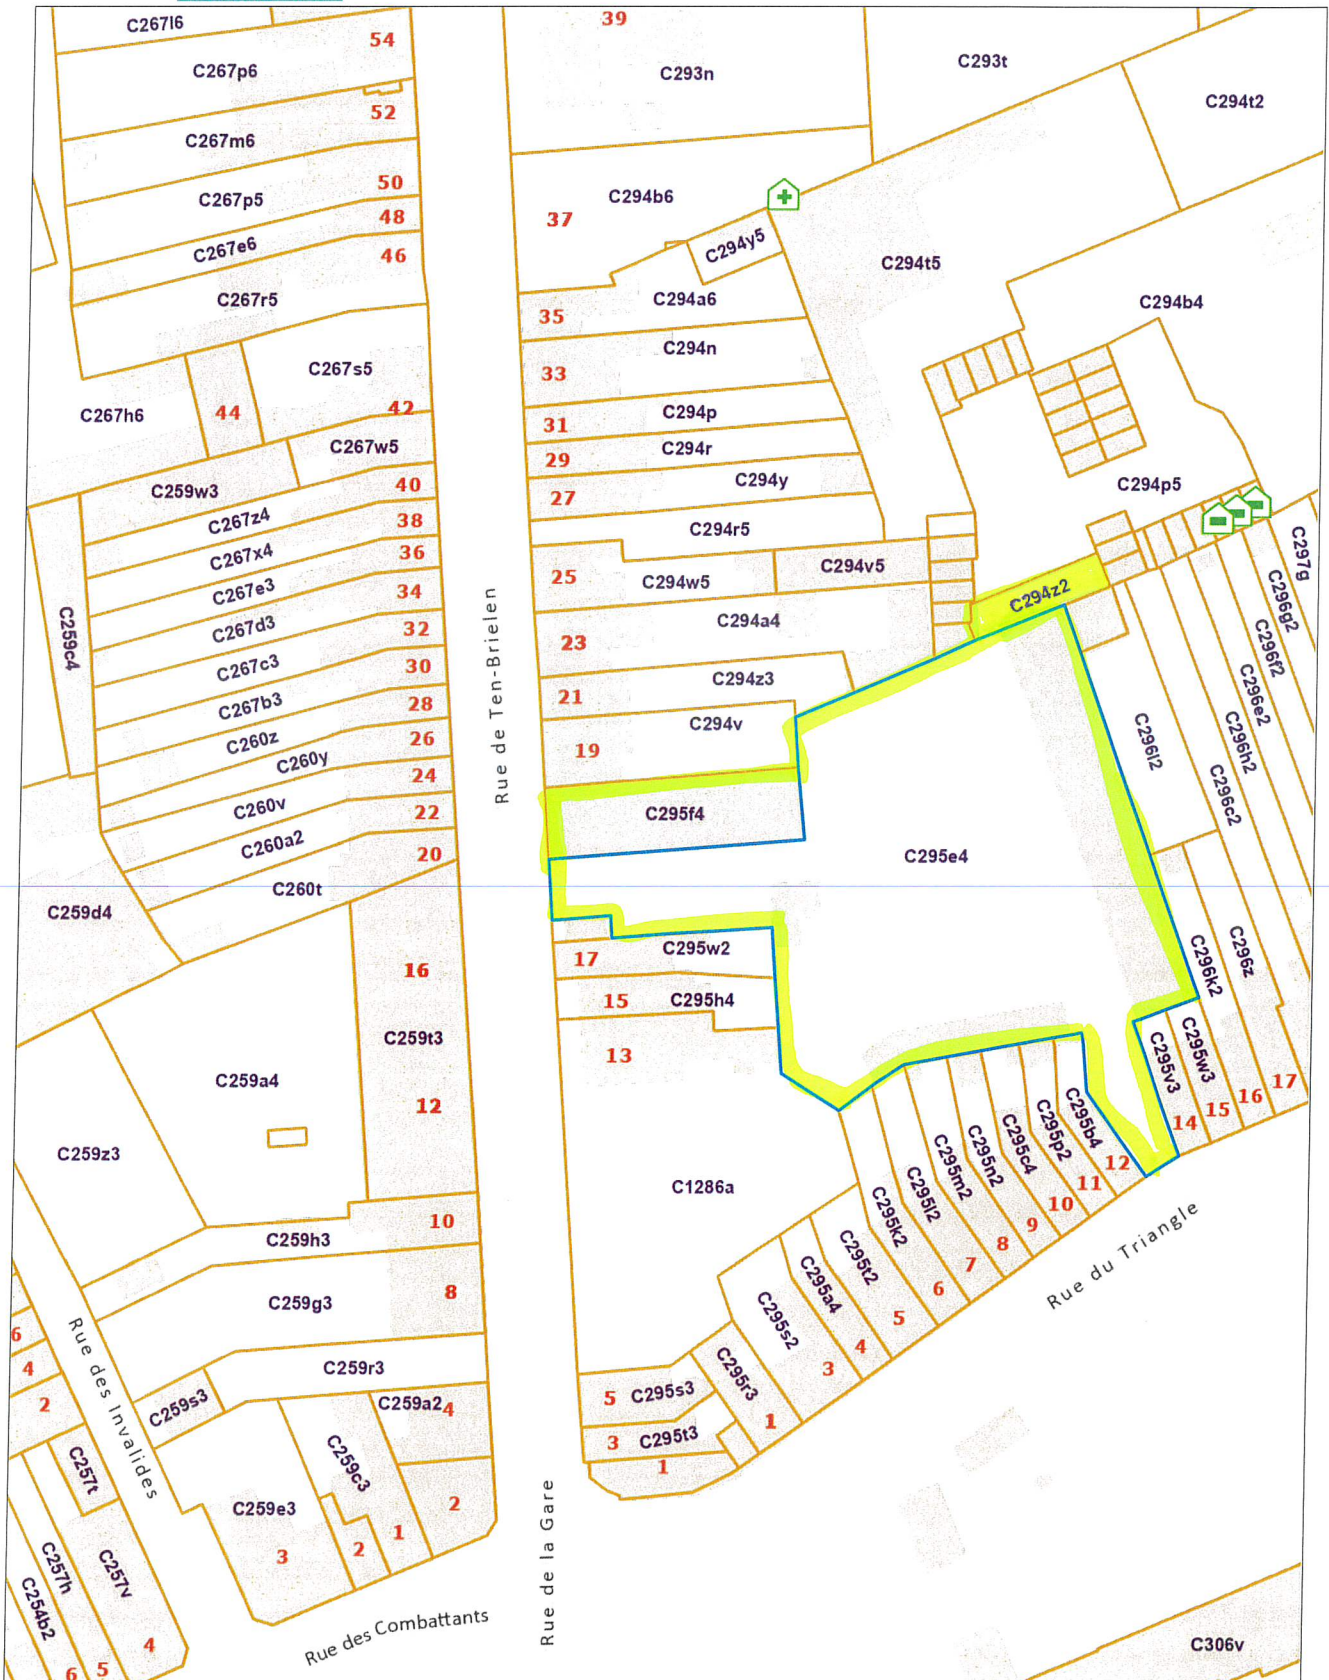 C267l6
54
C267p6
52
C267m6
50
C267p5
48
C267e6
46
C267r5
C267s5
C267h6
44
42
C267w5
C259w3
40
C267z4
38
C267x4
36
C267e3
34
C267d3
32
C267c3
30
C267b3
28
C260z
26
C260y
24
C260v
22
C260a2
20
C260t
C259c4
C259d4
16
C259t3
12
C259a4
C259z3
10
C259h3
8
C259g3
C259r3
C259s3
C259a2
4
C259c3
C259e3
3
2
1
2
6
4
2
C257t
C257v
C257h
C254b2
6
5
4
Rue des Invalides
Rue des Combattants
Rue de la Gare
Rue de Ten-Brielen
39
C293n
C293t
C294t2
C294b6
37
C294y5
C294t5
C294a6
35
C294b4
C294n
33
C294p
31
C294r
29
C294y
27
C294p5
C294r5
25
C294w5
C294v5
C294z2
C297g
C296g2
C296f2
C296e2
C296h2
C296c2
C296l2
C294a4
23
C294z3
21
C294v
19
C295f4
C295e4
C295w2
17
C295h4
15
13
C296z
C296k2
C295w3
C295v3
14
15
16
17
C1286a
C295b4
C295p2
C295c4
C295n2
C295m2
C295l2
C295k2
C295t2
C295a4
C295s2
C295r3
12
11
10
9
8
7
6
5
4
3
1
5
C295s3
3
C295t3
1
Rue du Triangle
C306v